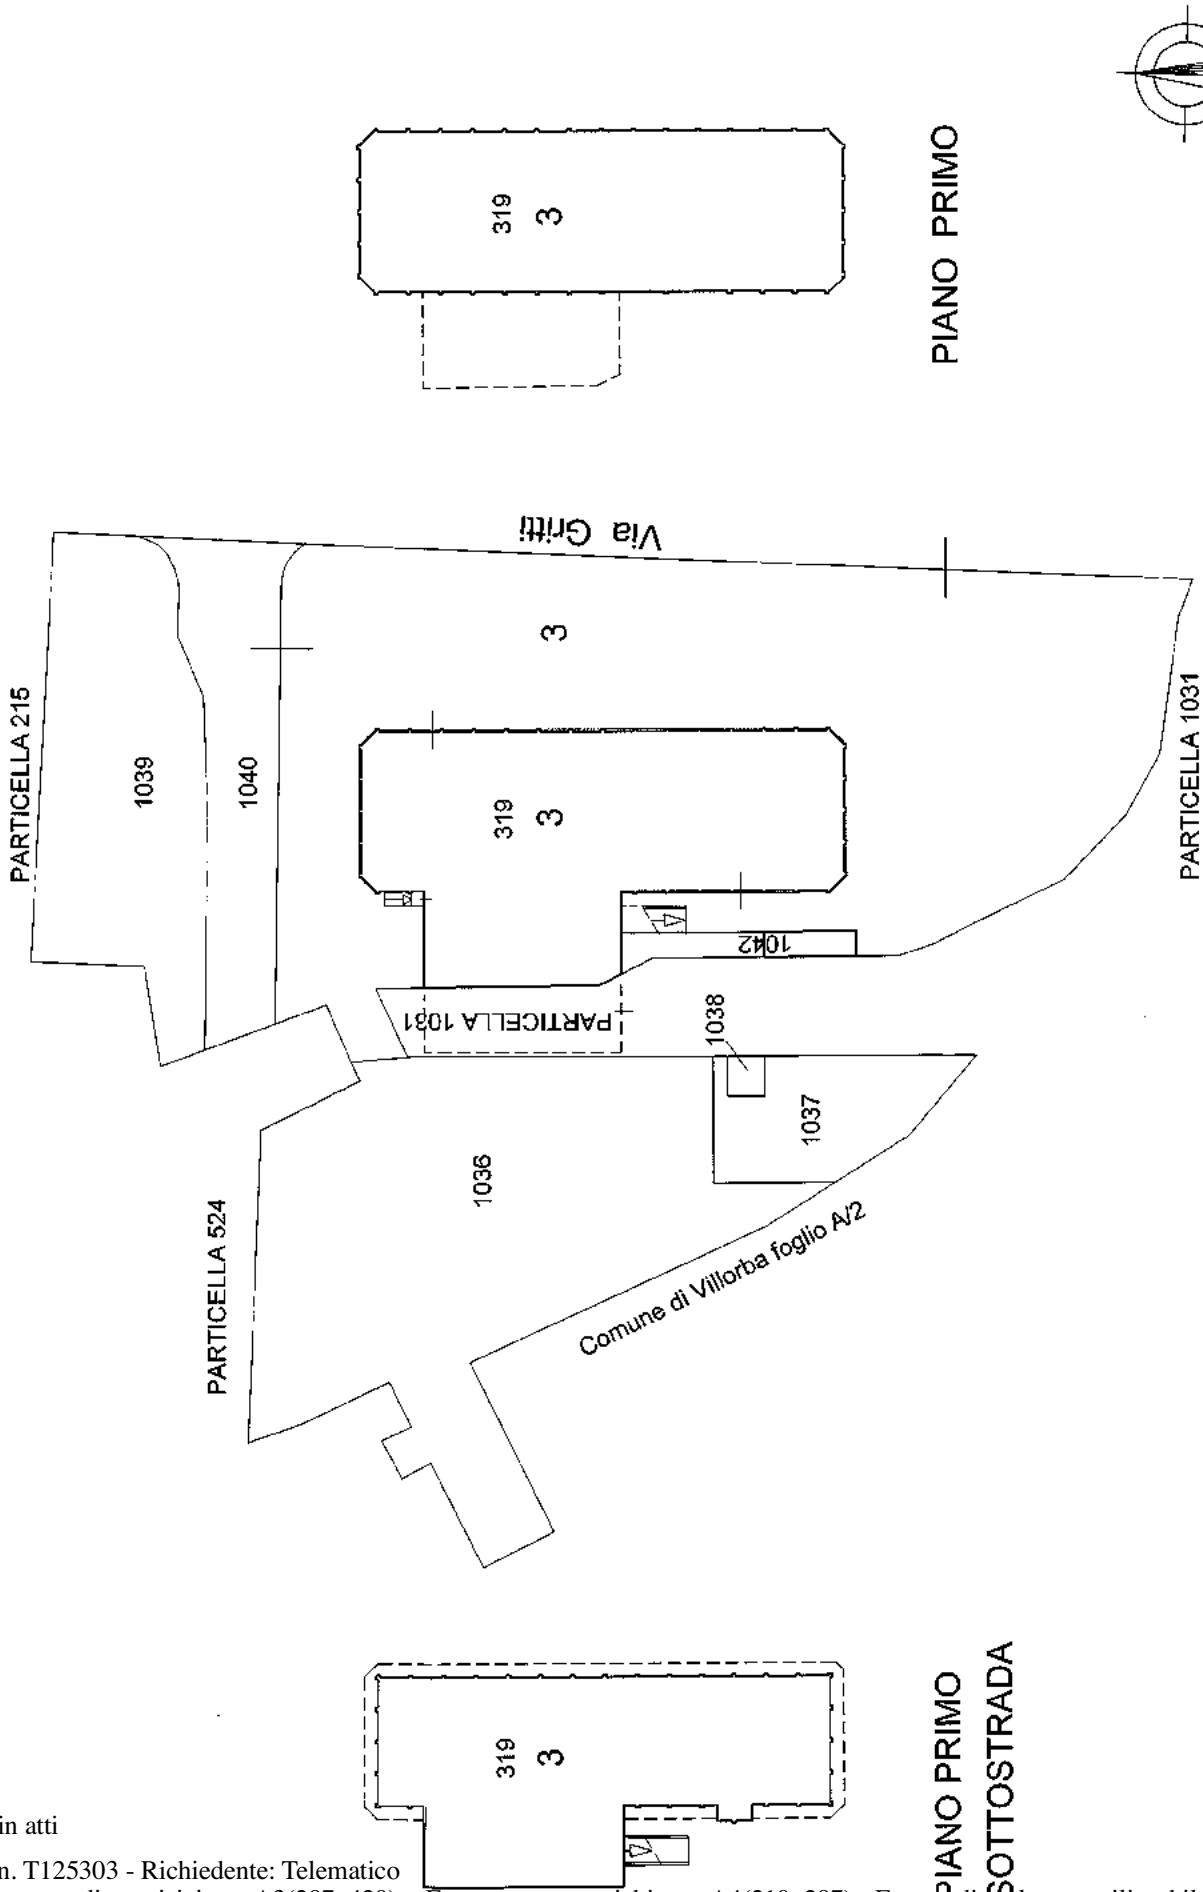 319
3
PIANO PRIMO
Via Gritti
3
PARTICELLA 215
1039
1040
319
3
PARTICELLA 1031
1042
PARTICELLA 1031
1038
1037
1036
PARTICELLA 524
Comune di Villorba foglio A/2
319
3
PIANO PRIMO
SOTTOSTRADA
in atti
n. T125303 - Richiedente: Telematico